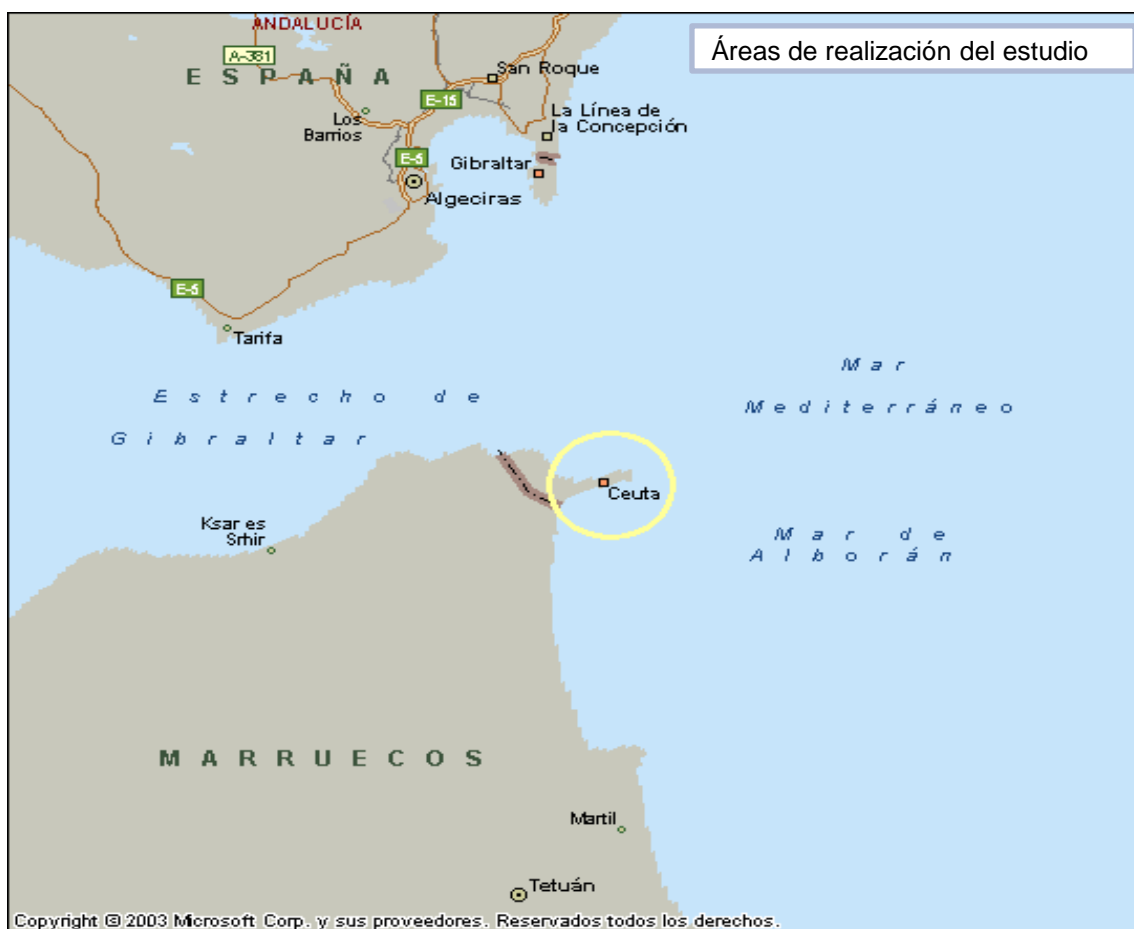 ANDALUCÍA
Áreas de realización del estudio
A-381
ESPAÑA
San Roque
E-15
La Línea de
la Concepción
Los
Barrios
E-5
Gibraltar
Algeciras
E-5
Tarifa
Mar
Mediterráneo
Estrecho de
Gibraltar
Ceuta
Ksar es
Srhir
Mar de
Alborán
MARRUECOS
Martil
Tetuán
Copyright © 2003 Microsoft Corp. y sus proveedores. Reservados todos los derechos.